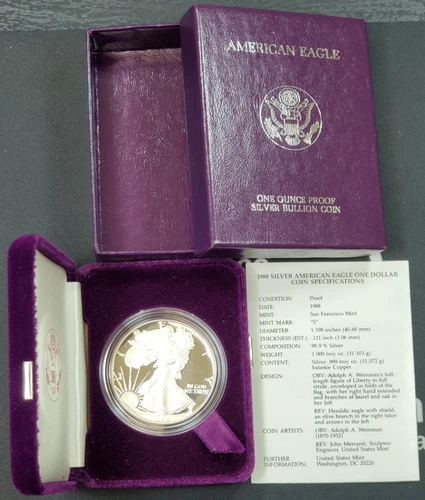 AMERICAN EAGLE
ONE OUNCE PROOF
SILVER BULLION COIN
1988 SILVER AMERICAN EAGLE ONE DOLLAR
COIN SPECIFICATIONS
CONDITION: Proof
DATE: 1988
MINT: San Francisco Mint
MINT MARK: "S"
DIAMETER: 1.598 inches (40.60 mm)
THICKNESS (EST.): .121 inch (3.06 mm)
COMPOSITION: 99.9 % Silver
WEIGHT: 1.000 troy oz. (31.103 g)
CONTENT: Silver .999 troy oz. (31.072 g)
balance Copper
DESIGN: OBV: Adolph A. Weinman's full-
length figure of Liberty in full
stride, enveloped in folds of the
flag, with her right hand extended
and branches of laurel and oak in
her left
REV: Heraldic eagle with shield,
an olive branch in the right talon
and arrows in the left
COIN ARTISTS: OBV: Adolph A. Weinman
(1870-1952)
REV: John Mercanti, Sculptor-
Engraver, United States Mint
FURTHER INFORMATION: United States Mint
Washington, DC 20220
IN GOD
WE TRUST